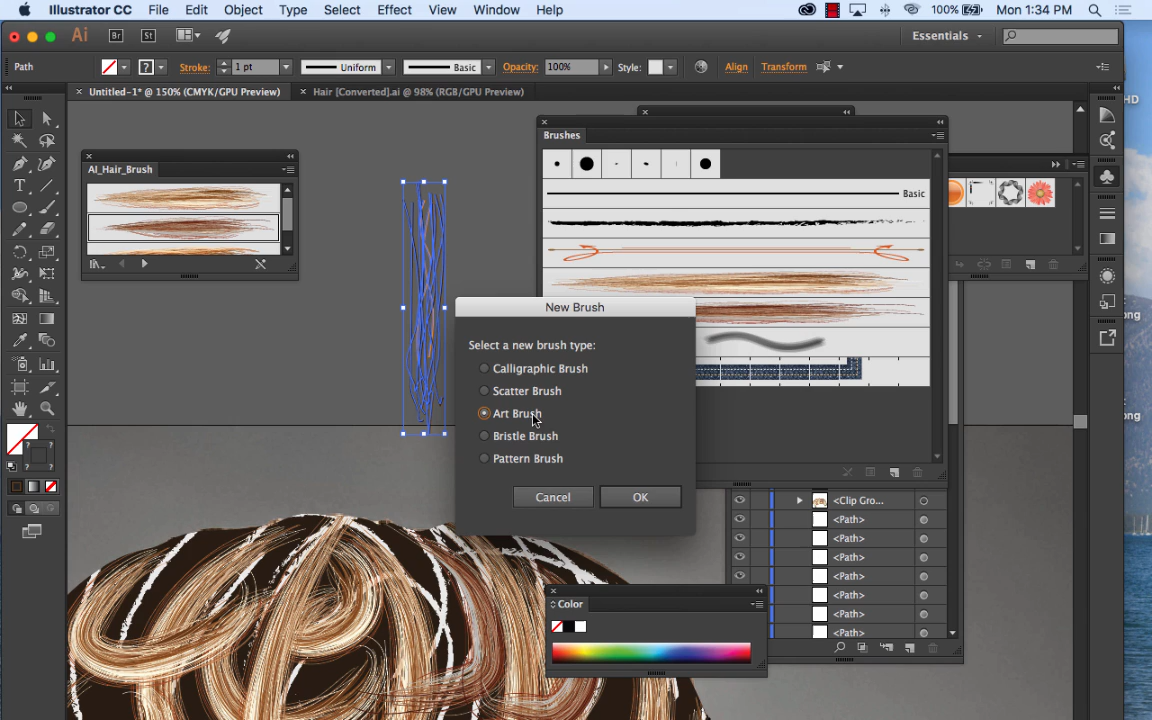 Illustrator CC File Edit Object Type Select Effect View Window Help 100% Mon 1:34 PM
Ai Br St Essentials
Path Stroke: 1 pt Uniform Basic Opacity: 100% Style: Align Transform
Untitled-1* @ 150% (CMYK/GPU Preview) Hair [Converted].ai @ 98% (RGB/GPU Preview)
HD
Brushes
AI_Hair_Brush
Basic
New Brush
Select a new brush type:
Calligraphic Brush
Scatter Brush
Art Brush
Bristle Brush
Pattern Brush
Cancel OK
ong
ong
<Clip Gro...
<Path>
<Path>
<Path>
<Path>
<Path>
<Path>
<Path>
Color